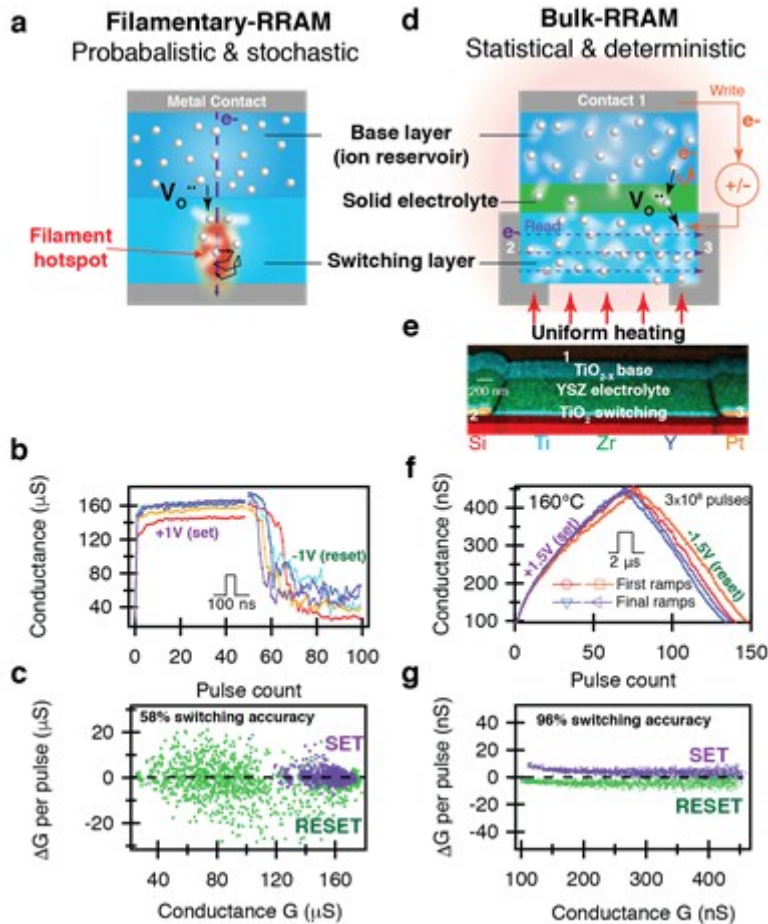 a
Filamentary-RRAM
Probabalistic & stochastic
Metal Contact
e-
Base layer
(ion reservoir)
Solid electrolyte
Vo··
Filament
hotspot
Switching layer
d
Bulk-RRAM
Statistical & deterministic
Contact 1
Write
e-
e-
+/-
Vo··
Read
e-
2
3
Uniform heating
e
1
TiO2-x base
200 nm
YSZ electrolyte
2
TiO2 switching
3
Si Ti Zr Y Pt
b
Conductance (µS)
160
120
80
40
+1V (set)
-1V (reset)
100 ns
0 20 40 60 80 100
Pulse count
c
ΔG per pulse (µS)
58% switching accuracy
20
0
-20
SET
RESET
40 80 120 160
Conductance G (µS)
f
Conductance (nS)
400
300
200
100
160°C
3x10⁸ pulses
+1.5V (set)
-1.5V (reset)
2 µs
First ramps
Final ramps
0 50 100 150
Pulse count
g
ΔG per pulse (nS)
96% switching accuracy
40
20
0
-20
-40
SET
RESET
100 200 300 400
Conductance G (nS)